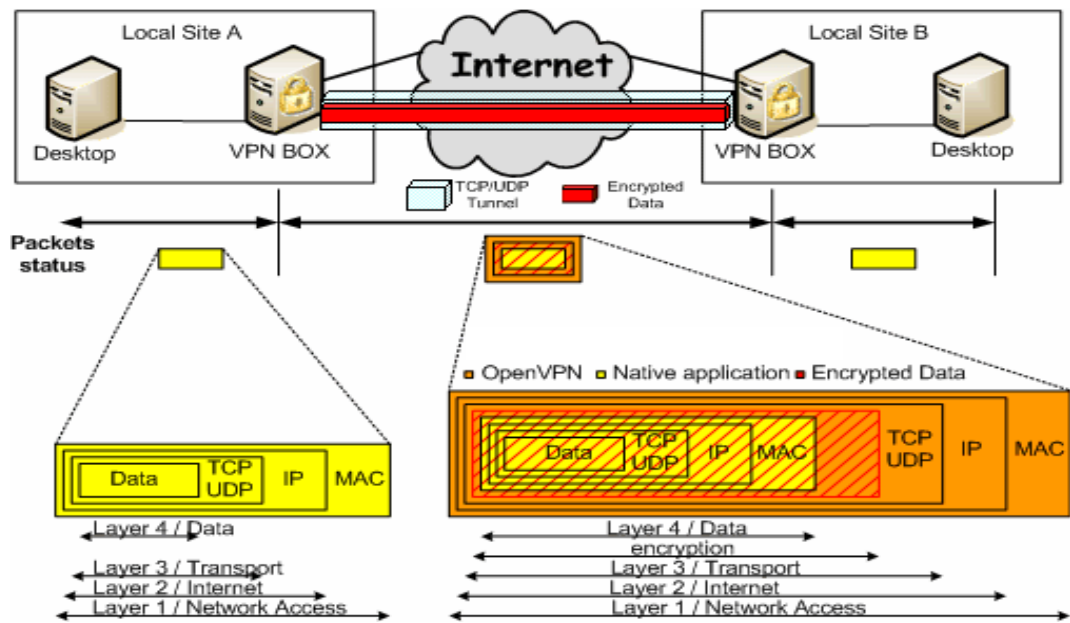 Local Site A
Internet
Local Site B
Desktop
VPN BOX
VPN BOX
Desktop
TCP/UDP
Tunnel
Encrypted
Data
Packets
status
OpenVPN
Native application
Encrypted Data
Data
TCP
UDP
IP
MAC
Data
TCP
UDP
IP
MAC
TCP
UDP
IP
MAC
Layer 4 / Data
Layer 3 / Transport
Layer 2 / Internet
Layer 1 / Network Access
Layer 4 / Data
encryption
Layer 3 / Transport
Layer 2 / Internet
Layer 1 / Network Access